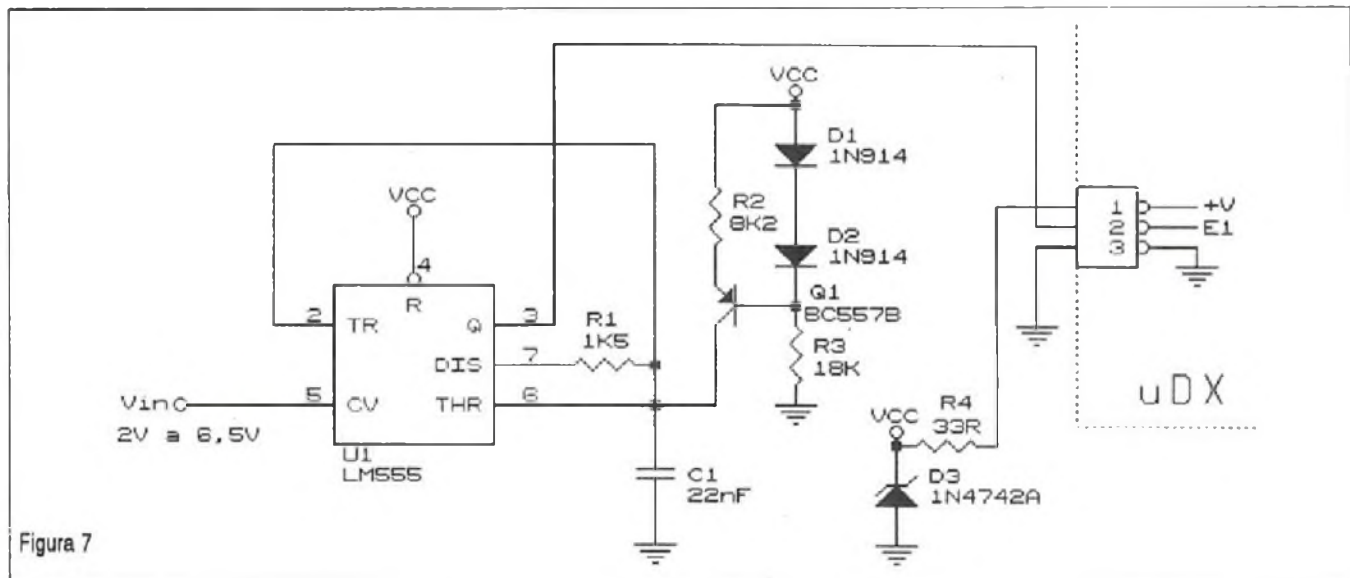 VCC
D1
1N914
R2
8K2
D2
1N914
Q1
BC557B
R3
18K
VCC
4
R
2
TR
Q
3
R1
1K5
DIS
7
Vin
5
CV
THR
6
2V a 6,5V
U1
LM555
C1
22nF
VCC
R4
33R
D3
1N4742A
1
+V
2
E1
3
uDX
Figura 7